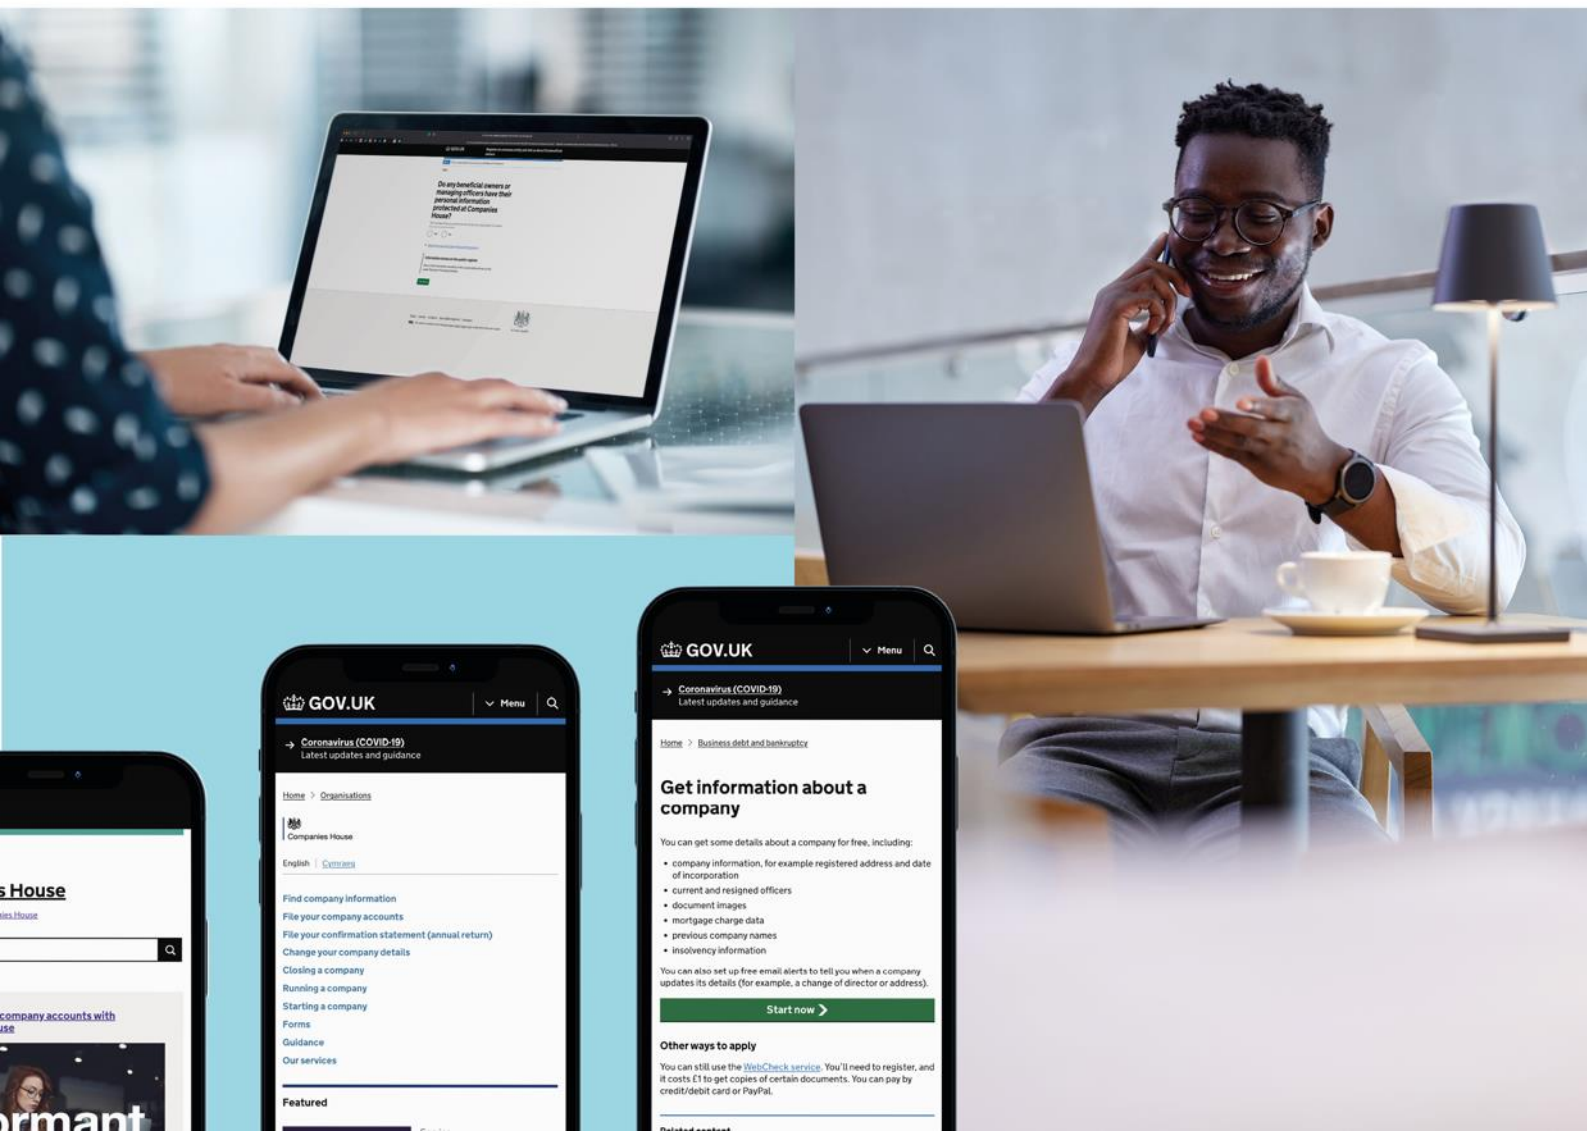 GOV.UK
Do any beneficial owners or
managing officers have their
personal information
protected at Companies
House?
s House
ies House
company accounts with
use
ormant
GOV.UK
Menu
Coronavirus (COVID-19)
Latest updates and guidance
Home > Organisations
Companies House
English | Cymraeg
Find company information
File your company accounts
File your confirmation statement (annual return)
Change your company details
Closing a company
Running a company
Starting a company
Forms
Guidance
Our services
Featured
GOV.UK
Menu
Coronavirus (COVID-19)
Latest updates and guidance
Home > Business debt and bankruptcy
Get information about a
company
You can get some details about a company for free, including:
• company information, for example registered address and date
of incorporation
• current and resigned officers
• document images
• mortgage charge data
• previous company names
• insolvency information
You can also set up free email alerts to tell you when a company
updates its details (for example, a change of director or address).
Start now
Other ways to apply
You can still use the WebCheck service. You'll need to register, and
it costs £1 to get copies of certain documents. You can pay by
credit/debit card or PayPal.
Related content